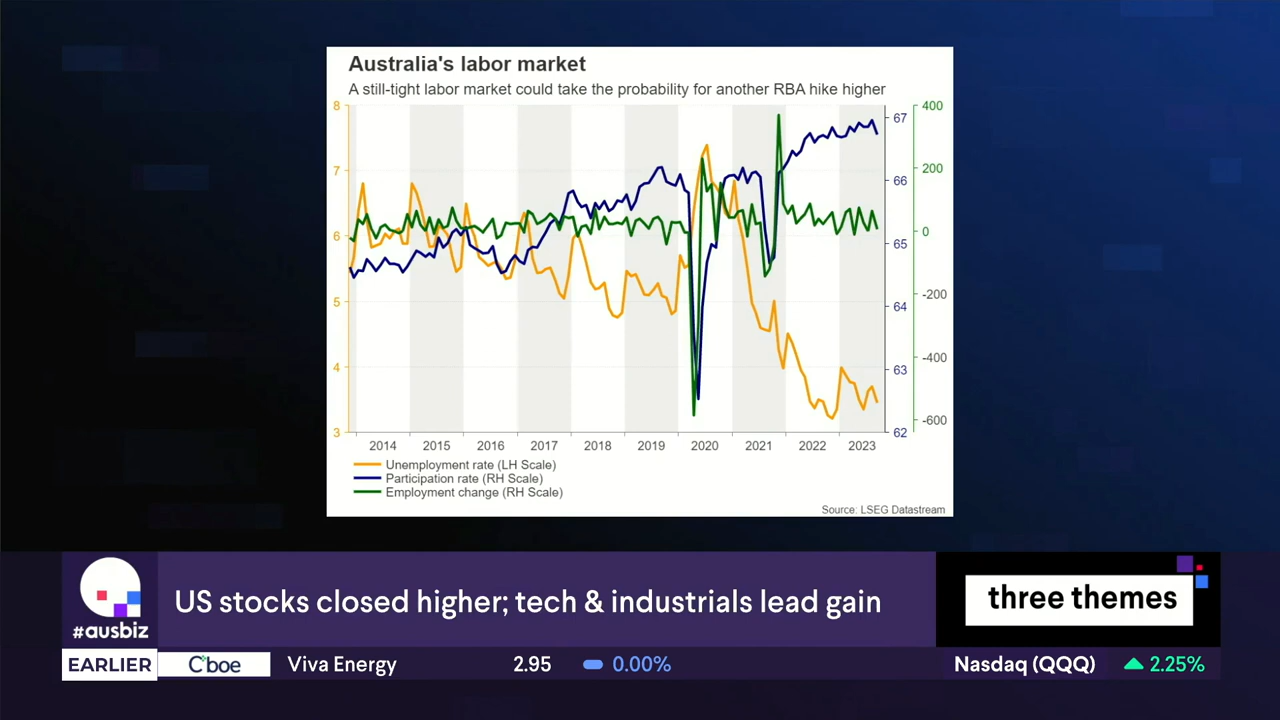 Australia's labor market
A still-tight labor market could take the probability for another RBA hike higher
8
7
6
5
4
3
67
66
65
64
63
62
400
200
0
-200
-400
-600
2014 2015 2016 2017 2018 2019 2020 2021 2022 2023
Unemployment rate (LH Scale)
Participation rate (RH Scale)
Employment change (RH Scale)
Source: LSEG Datastream
#ausbiz
US stocks closed higher; tech & industrials lead gain
three themes
EARLIER Cboe Viva Energy 2.95 0.00% Nasdaq (QQQ) 2.25%